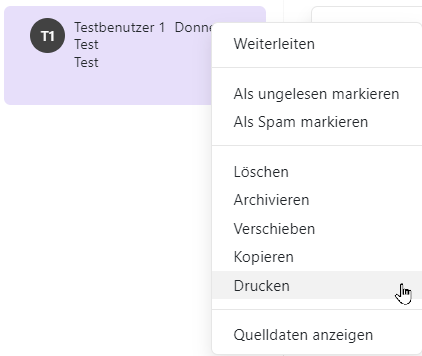 T1
Testbenutzer 1
Test
Test
Weiterleiten
Als ungelesen markieren
Als Spam markieren
Löschen
Archivieren
Verschieben
Kopieren
Drucken
Quelldaten anzeigen